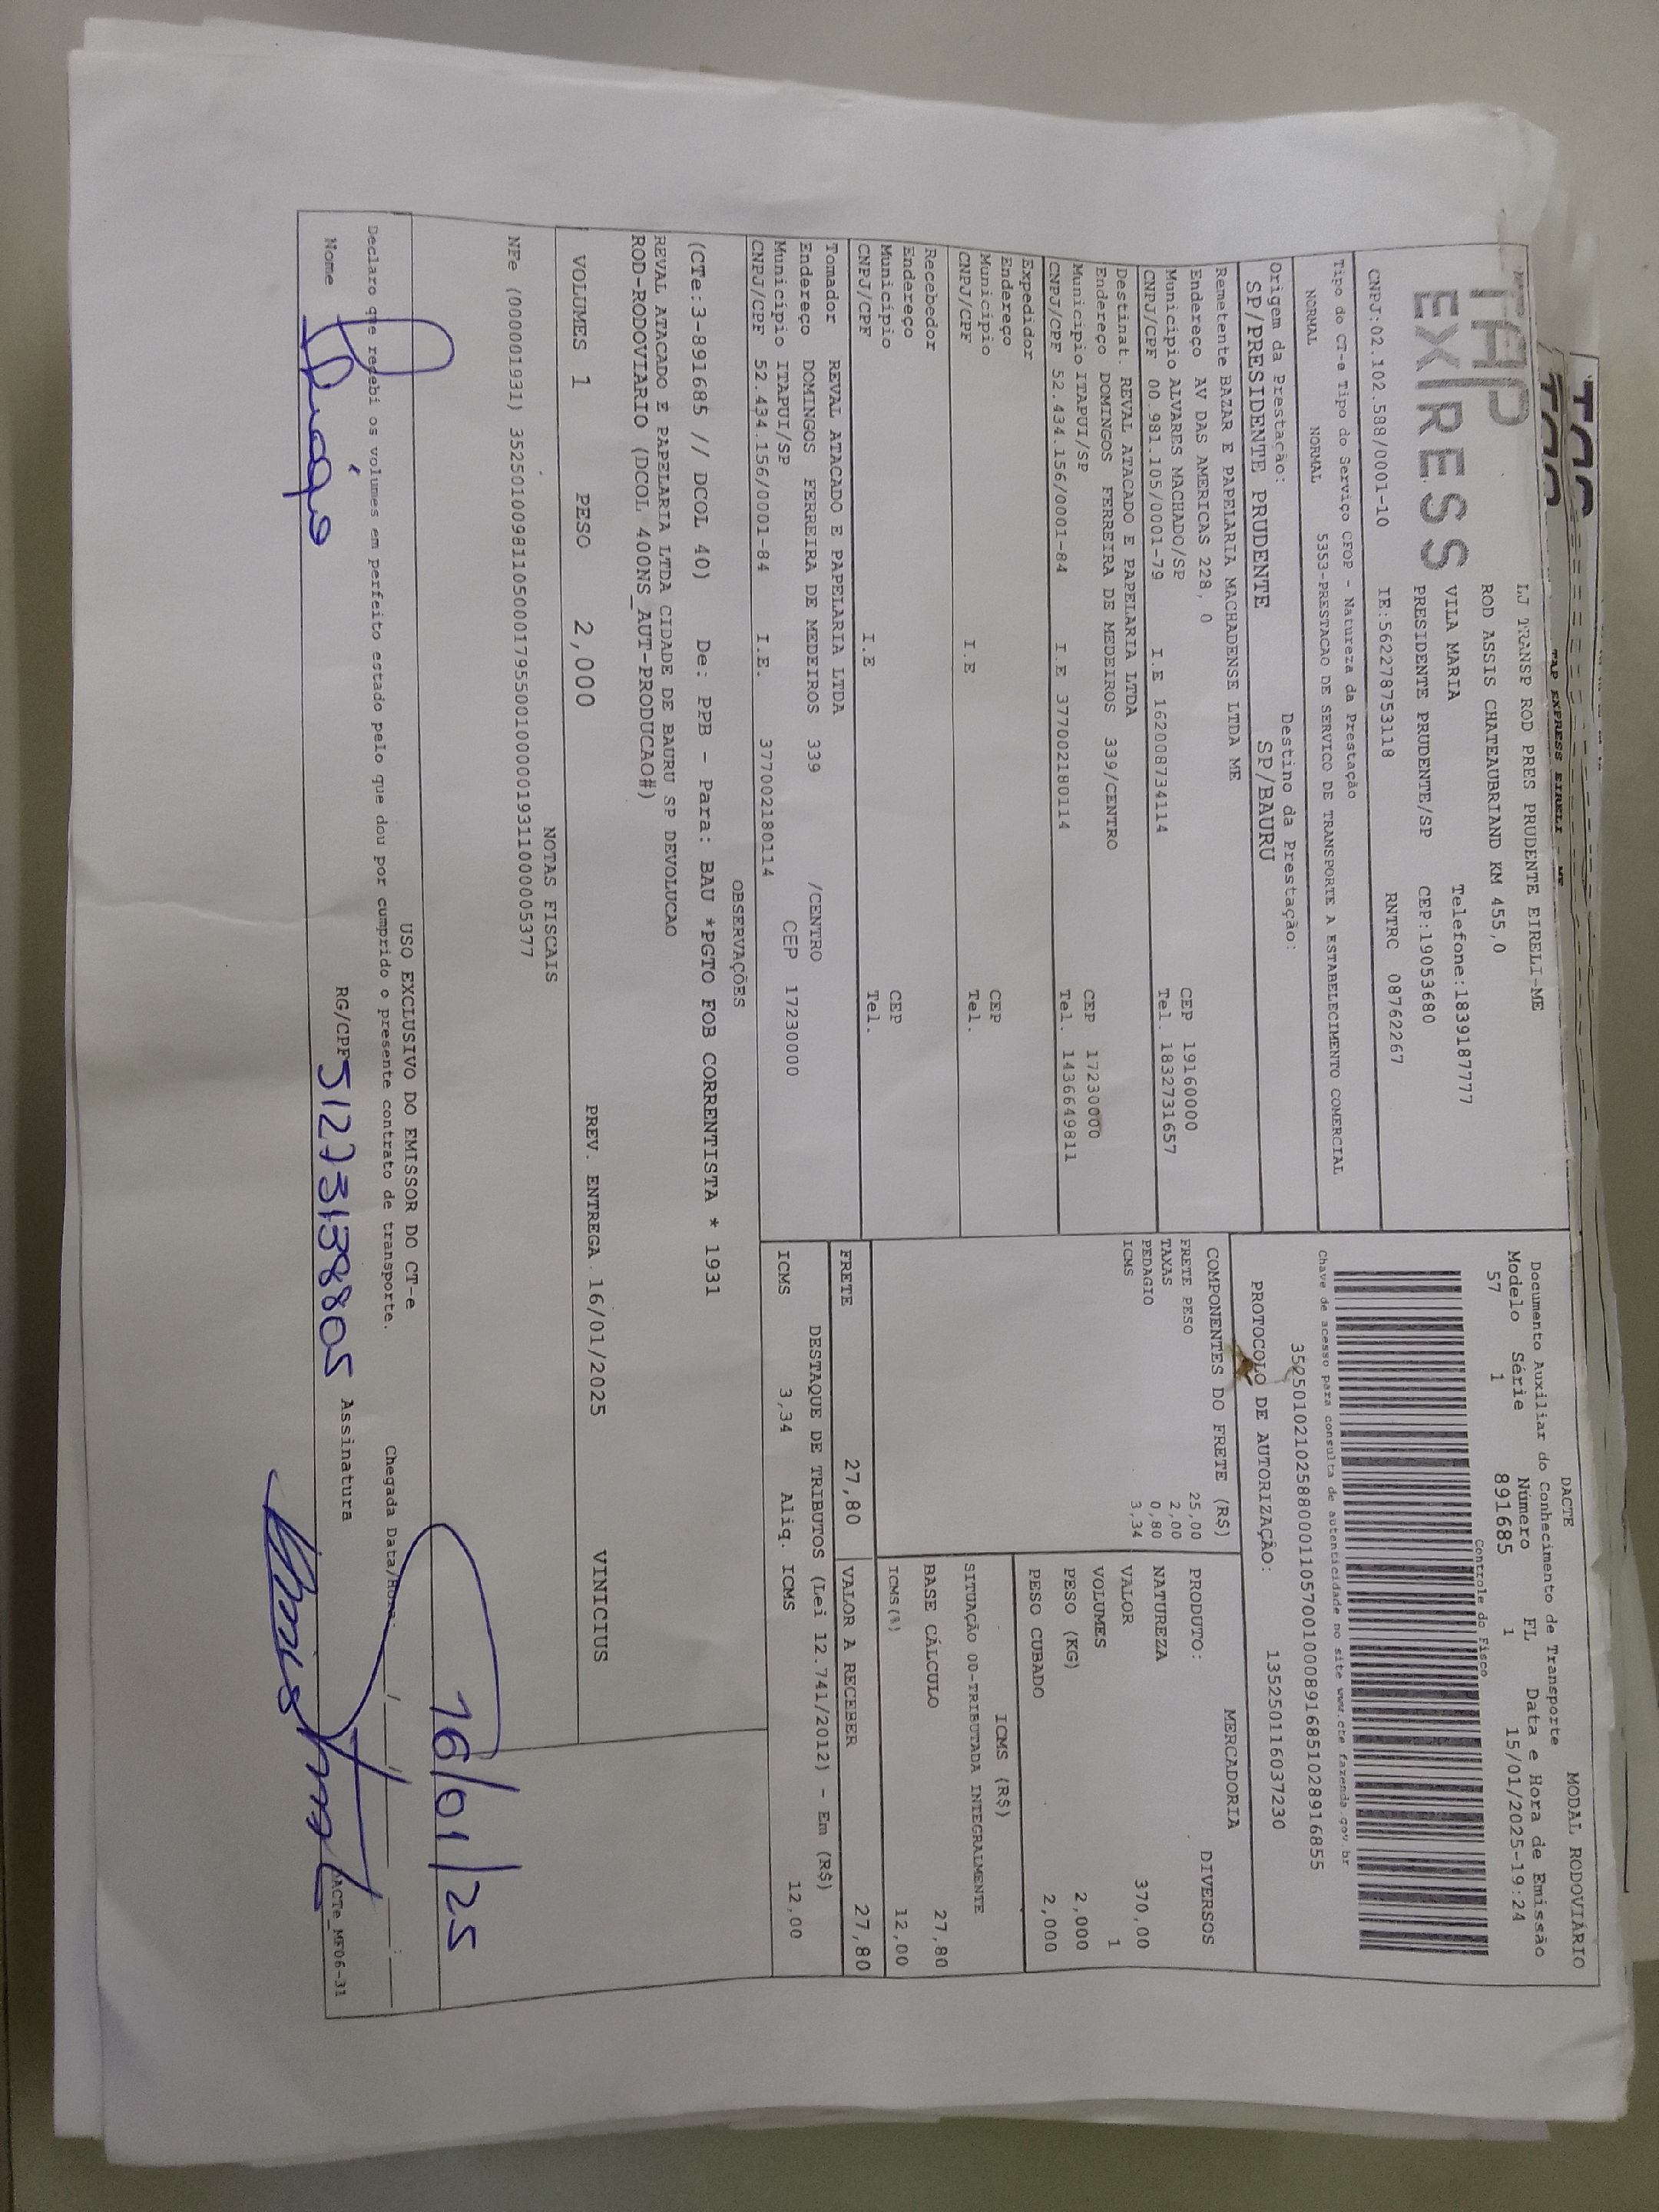 TAP EXPRESS EIRELI - ME
TAP
EXPRESS
LJ TRANSP ROD PRES PRUDENTE EIRELI-ME
ROD ASSIS CHATEAUBRIAND KM 455,0
VILA MARIA Telefone:1839187777
PRESIDENTE PRUDENTE/SP CEP:19053680
CNPJ:02.102.588/0001-10 IE:562278753118 RNTRC 08762267
DACTE MODAL RODOVIÁRIO
Documento Auxiliar do Conhecimento de Transporte
Modelo Série Número FL Data e Hora de Emissão
57 1 891685 1 15/01/2025-19:24
Controle do Fisco
Chave de acesso para consulta de autenticidade no site www.cte fazenda.gov.br
35250102102588000110570010008916851028916855
PROTOCOLO DE AUTORIZAÇÃO: 135250116037230
Tipo do CT-e Tipo do Serviço CFOP - Natureza da Prestação
NORMAL NORMAL 5353-PRESTACAO DE SERVICO DE TRANSPORTE A ESTABELECIMENTO COMERCIAL
Origem da Prestação: Destino da Prestação:
SP/PRESIDENTE PRUDENTE SP/BAURU
Remetente BAZAR E PAPELARIA MACHADENSE LTDA ME
Endereço AV DAS AMERICAS 228, 0
Município ALVARES MACHADO/SP CEP 19160000
CNPJ/CPF 00.981.105/0001-79 I.E 162008734114 Tel. 1832731657
Destinat. REVAL ATACADO E PAPELARIA LTDA
Endereço DOMINGOS FERREIRA DE MEDEIROS 339/CENTRO
Município ITAPUI/SP CEP 17230000
CNPJ/CPF 52.434.156/0001-84 I.E 377002180114 Tel. 1436649811
Expedidor
Endereço
Município CEP
CNPJ/CPF I.E Tel.
Recebedor
Endereço
Município CEP
CNPJ/CPF I.E Tel.
Tomador REVAL ATACADO E PAPELARIA LTDA
Endereço DOMINGOS FERREIRA DE MEDEIROS 339 /CENTRO
Município ITAPUI/SP CEP 17230000
CNPJ/CPF 52.434.156/0001-84 I.E. 377002180114
COMPONENTES DO FRETE (R$)
FRETE PESO 25,00
TAXAS 2,00
PEDAGIO 0,80
ICMS 3,34
MERCADORIA
PRODUTO: DIVERSOS
NATUREZA
VALOR 370,00
VOLUMES 1
PESO (KG) 2,000
PESO CUBADO 2,000
ICMS (R$)
SITUAÇÃO 00-TRIBUTADA INTEGRALMENTE
BASE CÁLCULO 27,80
ICMS(%) 12,00
FRETE 27,80 VALOR A RECEBER 27,80
DESTAQUE DE TRIBUTOS (Lei 12.741/2012) - Em (R$)
ICMS 3,34 Aliq. ICMS 12,00
OBSERVAÇÕES
(CTe:3-891685 // DCOL 40) De: PPB - Para: BAU *PGTO FOB CORRENTISTA * 1931
REVAL ATACADO E PAPELARIA LTDA CIDADE DE BAURU SP DEVOLUCAO
ROD-RODOVIARIO (DCOL 400NS_AUT-PRODUCAO#)
VOLUMES 1 PESO 2,000 PREV. ENTREGA 16/01/2025 VINICIUS
NOTAS FISCAIS
NFe (000001931) 35250100981105000179550010000019311000005377
16/01/25
USO EXCLUSIVO DO EMISSOR DO CT-e
Declaro que recebi os volumes em perfeito estado pelo que dou por cumprido o presente contrato de transporte. Chegada Data/Hora: / / :
Nome RG/CPF 51223139805 Assinatura DACTe_MF06-31